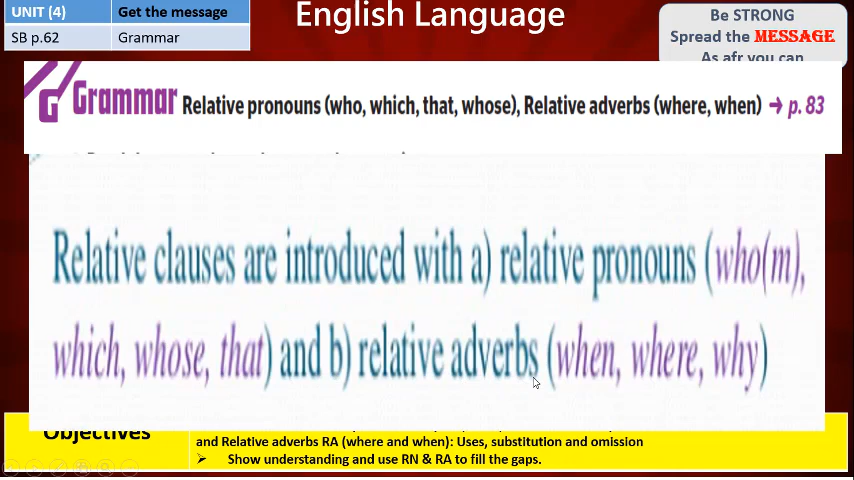 UNIT (4) Get the message
SB p.62 Grammar
English Language
Be STRONG
Spread the MESSAGE
As afr you can
G Grammar Relative pronouns (who, which, that, whose), Relative adverbs (where, when) → p. 83
Relative clauses are introduced with a) relative pronouns (who(m),
which, whose, that) and b) relative adverbs (when, where, why)
Objectives
and Relative adverbs RA (where and when): Uses, substitution and omission
➢ Show understanding and use RN & RA to fill the gaps.